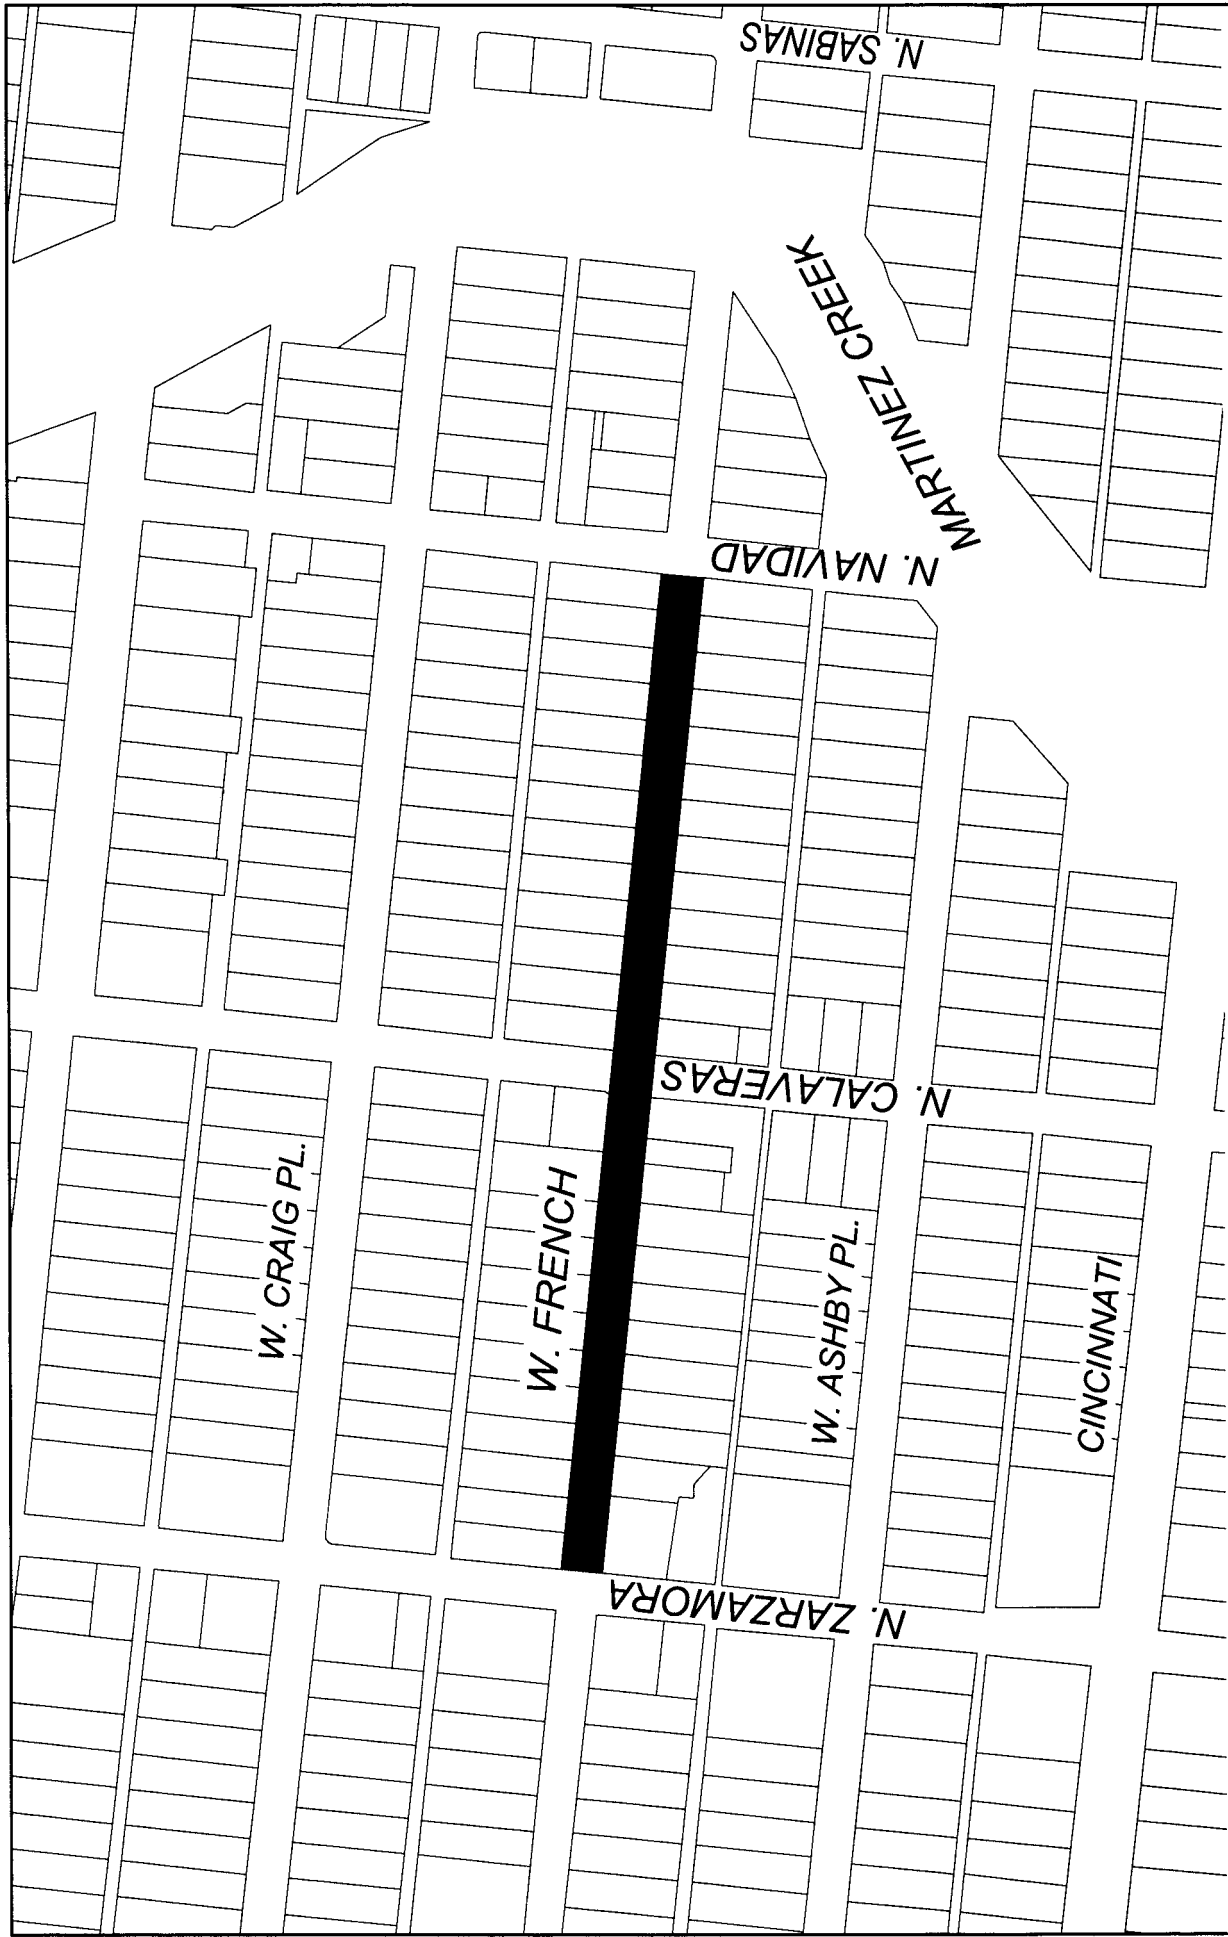 N. SABINAS
MARTINEZ CREEK
N. NAVIDAD
N. CALAVERAS
W. CRAIG PL.
W. FRENCH
W. ASHBY PL.
CINCINNATI
N. ZARZAMORA